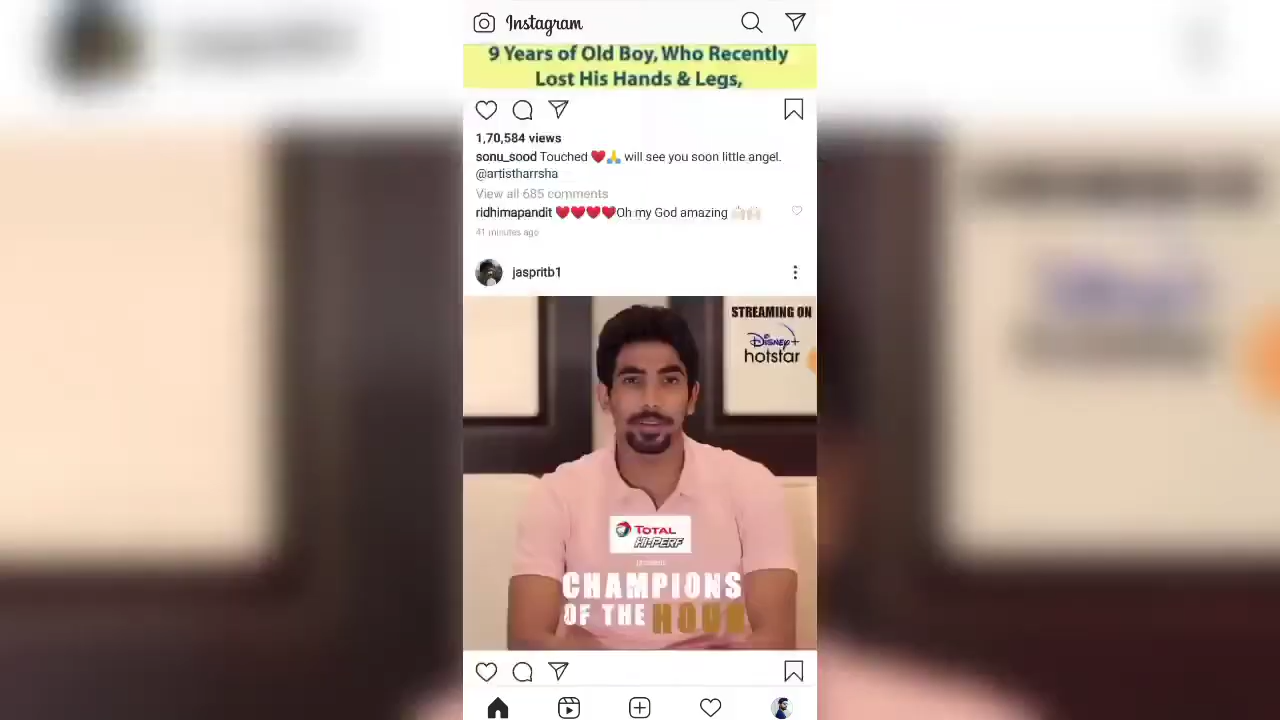 Instagram
9 Years of Old Boy, Who Recently
Lost His Hands & Legs,
1,70,584 views
sonu_sood Touched ❤️🙏 will see you soon little angel.
@artistharrsha
View all 685 comments
ridhimapandit ❤️❤️❤️❤️Oh my God amazing 🙌🏻🙌🏻
41 minutes ago
jaspritb1
STREAMING ON
Disney+
hotstar
TOTAL
HI-PERF
CHAMPIONS
OF THE HOUR